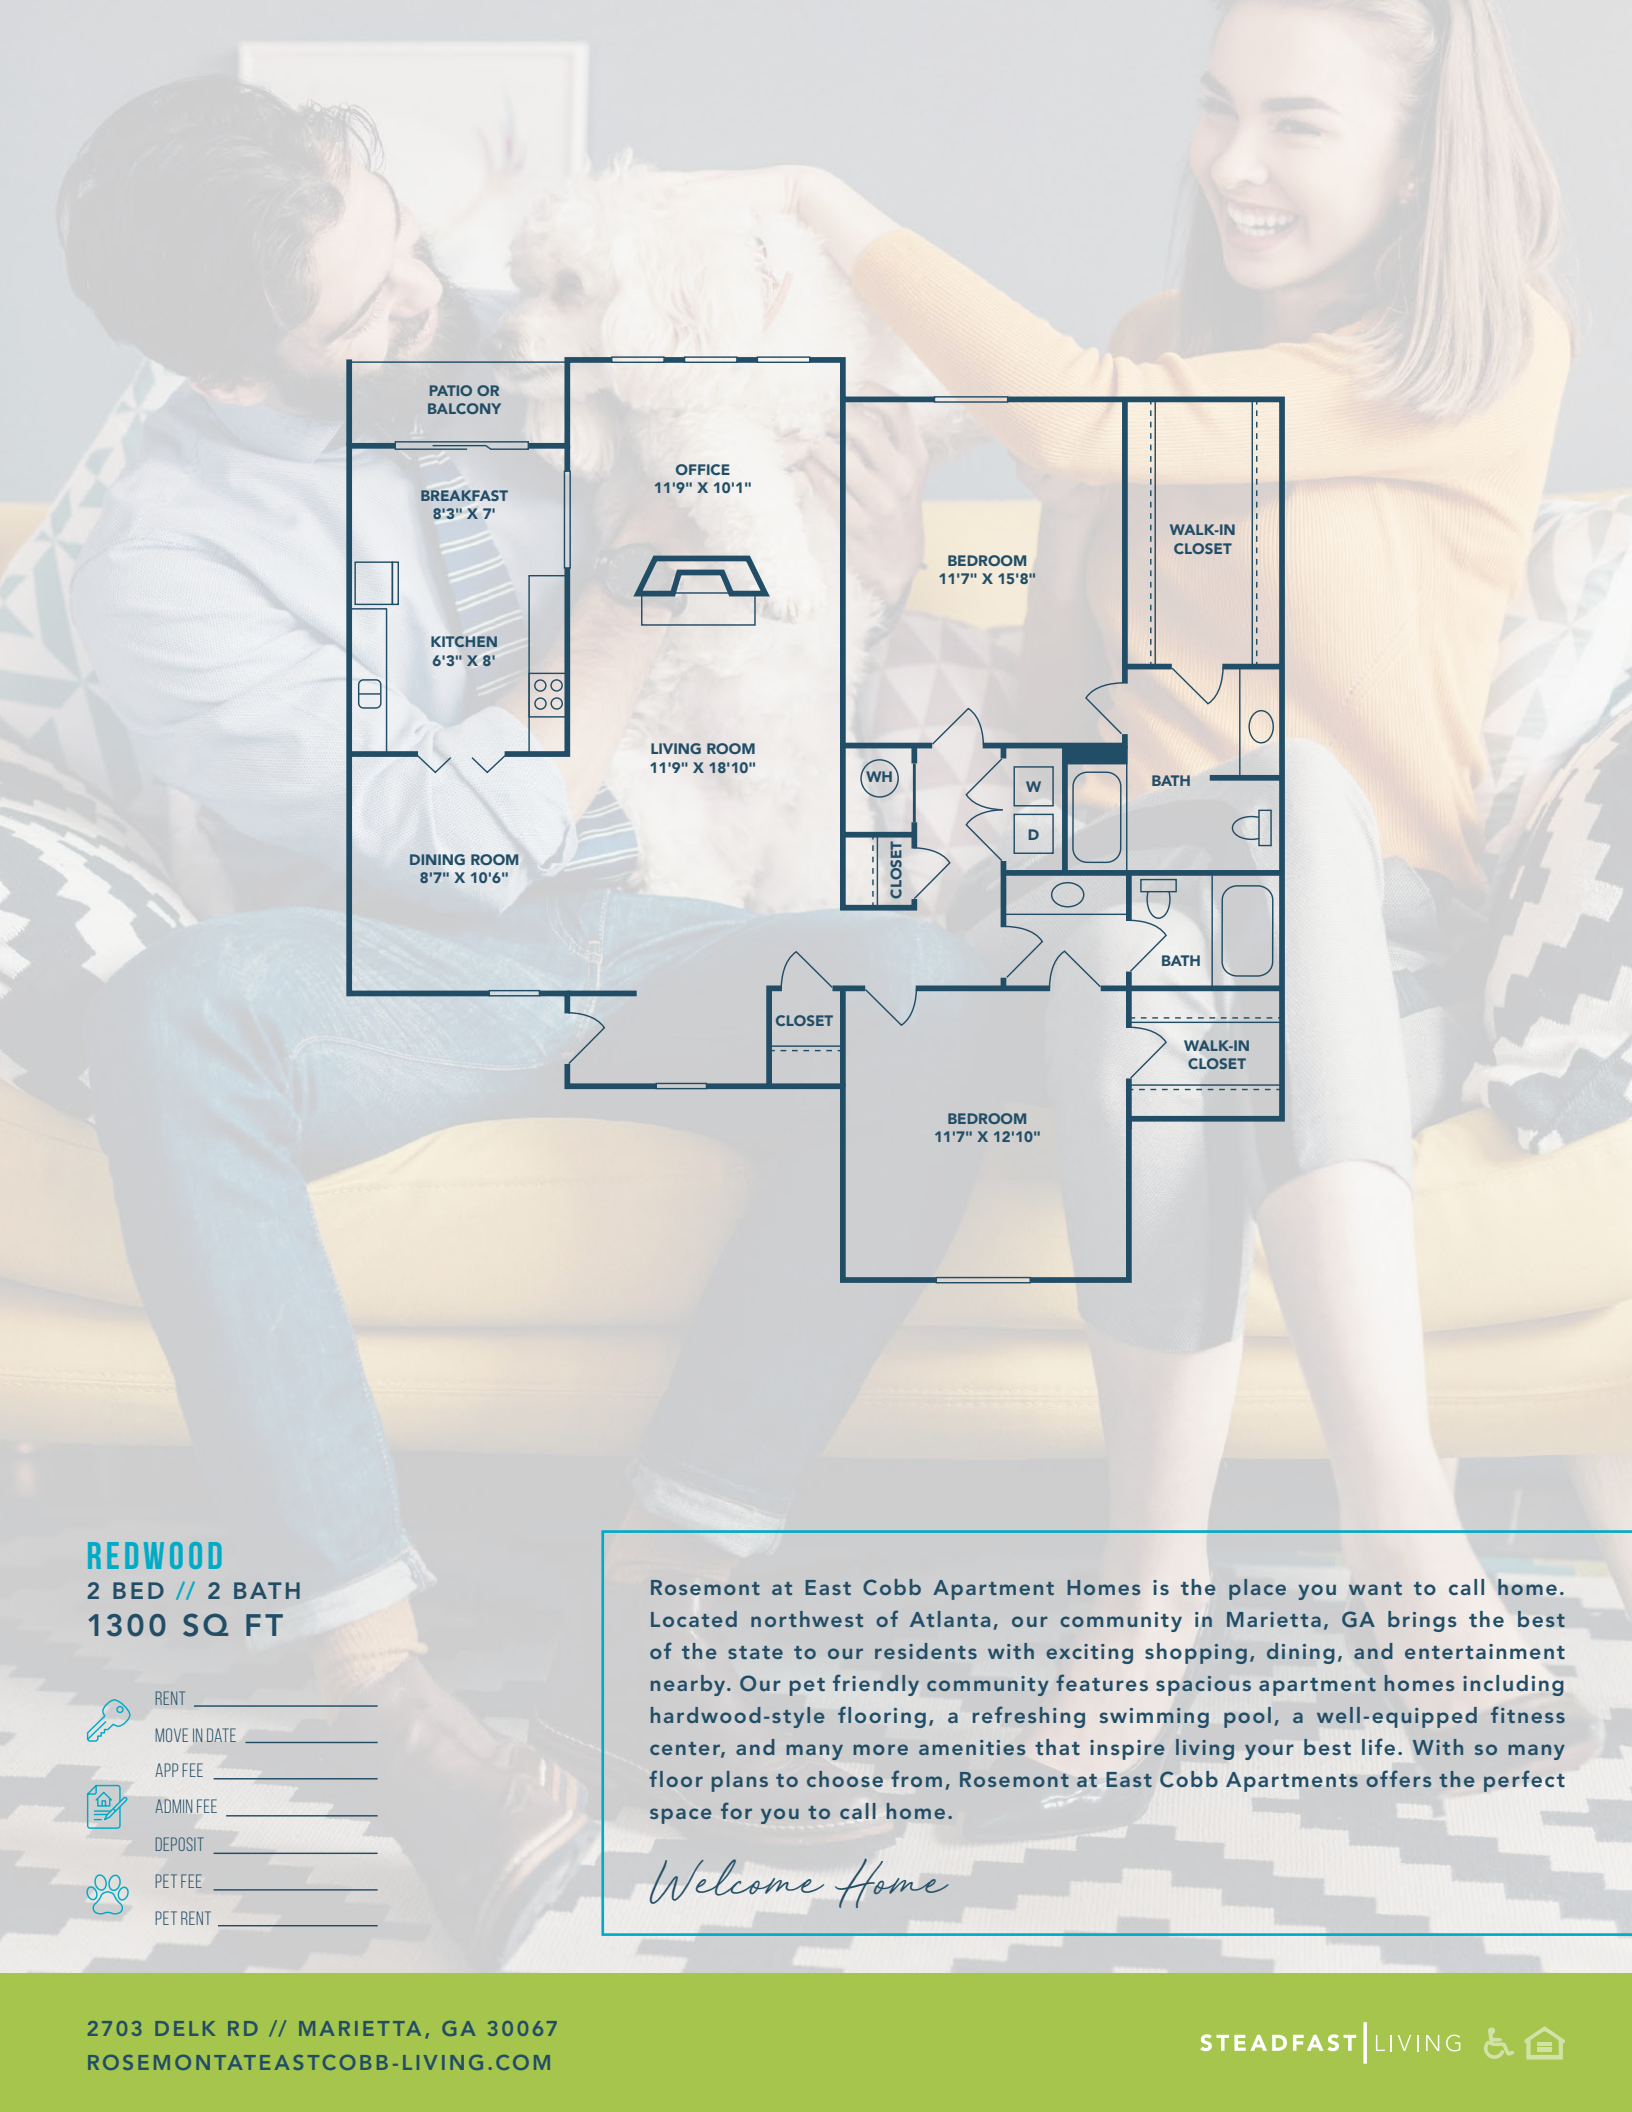 PATIO OR
BALCONY
OFFICE
11'9" X 10'1"
BREAKFAST
8'3" X 7'
WALK-IN
CLOSET
BEDROOM
11'7" X 15'8"
KITCHEN
6'3" X 8'
LIVING ROOM
11'9" X 18'10"
WH
W
BATH
D
CLOSET
DINING ROOM
8'7" X 10'6"
BATH
CLOSET
WALK-IN
CLOSET
BEDROOM
11'7" X 12'10"
REDWOOD
2 BED // 2 BATH
1300 SQ FT
RENT
MOVE IN DATE
APP FEE
ADMIN FEE
DEPOSIT
PET FEE
PET RENT
Rosemont at East Cobb Apartment Homes is the place you want to call home.
Located northwest of Atlanta, our community in Marietta, GA brings the best
of the state to our residents with exciting shopping, dining, and entertainment
nearby. Our pet friendly community features spacious apartment homes including
hardwood-style flooring, a refreshing swimming pool, a well-equipped fitness
center, and many more amenities that inspire living your best life. With so many
floor plans to choose from, Rosemont at East Cobb Apartments offers the perfect
space for you to call home.
Welcome Home
2703 DELK RD // MARIETTA, GA 30067
ROSEMONTATEASTCOBB-LIVING.COM
STEADFAST LIVING